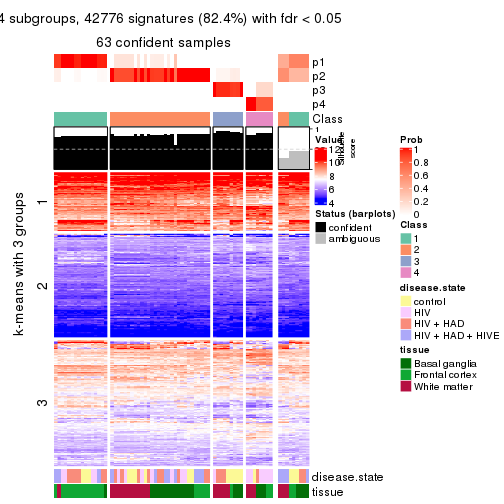 4 subgroups, 42776 signatures (82.4%) with fdr < 0.05
63 confident samples
p1
p2
p3
p4
Class
1
Value
12
6
4
Silhouette
score
Status (barplots)
confident
ambiguous
k-means with 3 groups
1
2
3
Prob
1
0.8
0.6
0.4
0.2
0
Class
1
2
3
4
disease.state
control
HIV
HIV + HAD
HIV + HAD + HIVE
tissue
Basal ganglia
Frontal cortex
White matter
disease.state
tissue